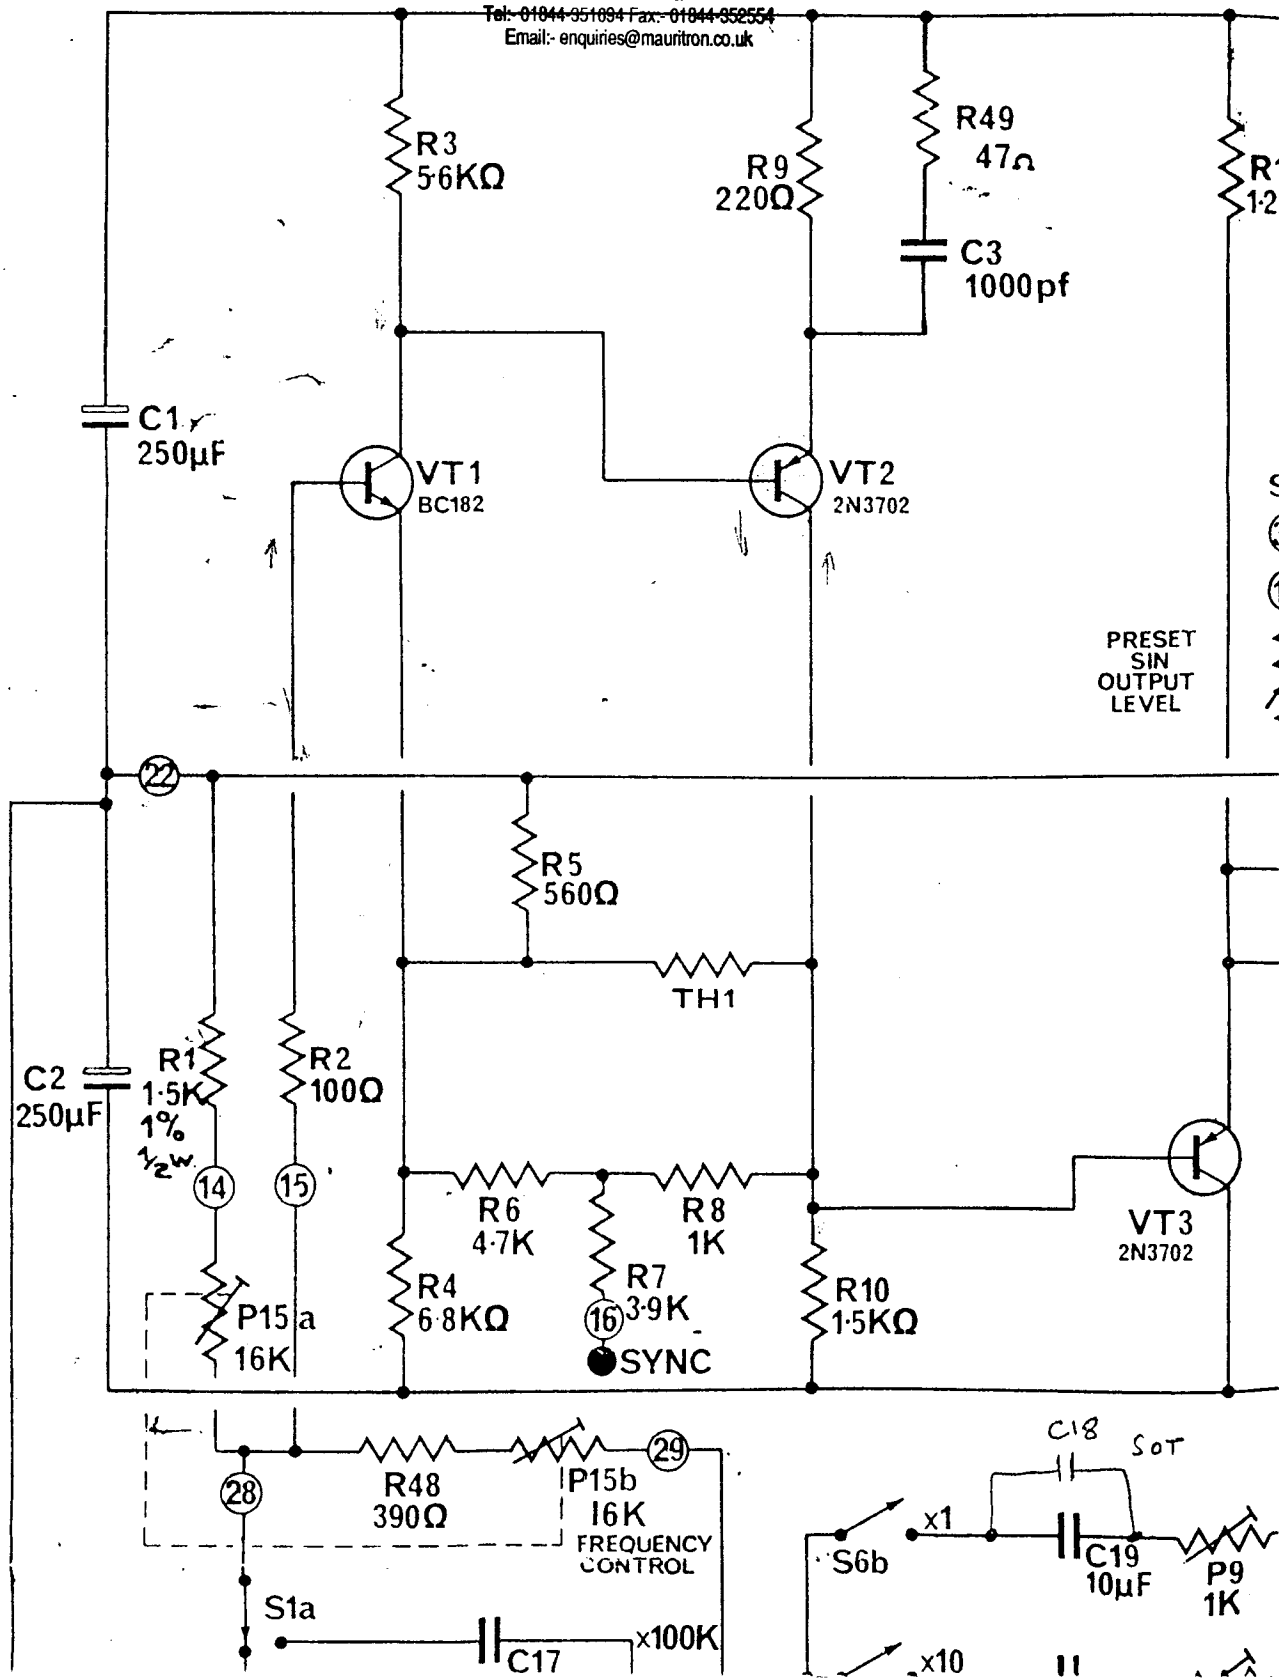 Tel:- 01844-351694 Fax:- 01844-352554
Email:- enquiries@mauritron.co.uk
R3
5·6KΩ
R9
220Ω
R49
47Ω
C3
1000pf
1·2
C1
250µF
VT1
BC182
VT2
2N3702
PRESET
SIN
OUTPUT
LEVEL
22
R5
560Ω
TH1
C2
250µF
R1
1·5K
1%
½w
R2
100Ω
14
15
R6
4·7K
R8
1K
VT3
2N3702
R4
6·8KΩ
R7
3·9K
16
SYNC
R10
1·5KΩ
P15a
16K
28
R48
390Ω
P15b
16K
29
FREQUENCY
CONTROL
C18
SOT
S6b
x1
C19
10µF
P9
1K
S1a
C17
x100K
x10